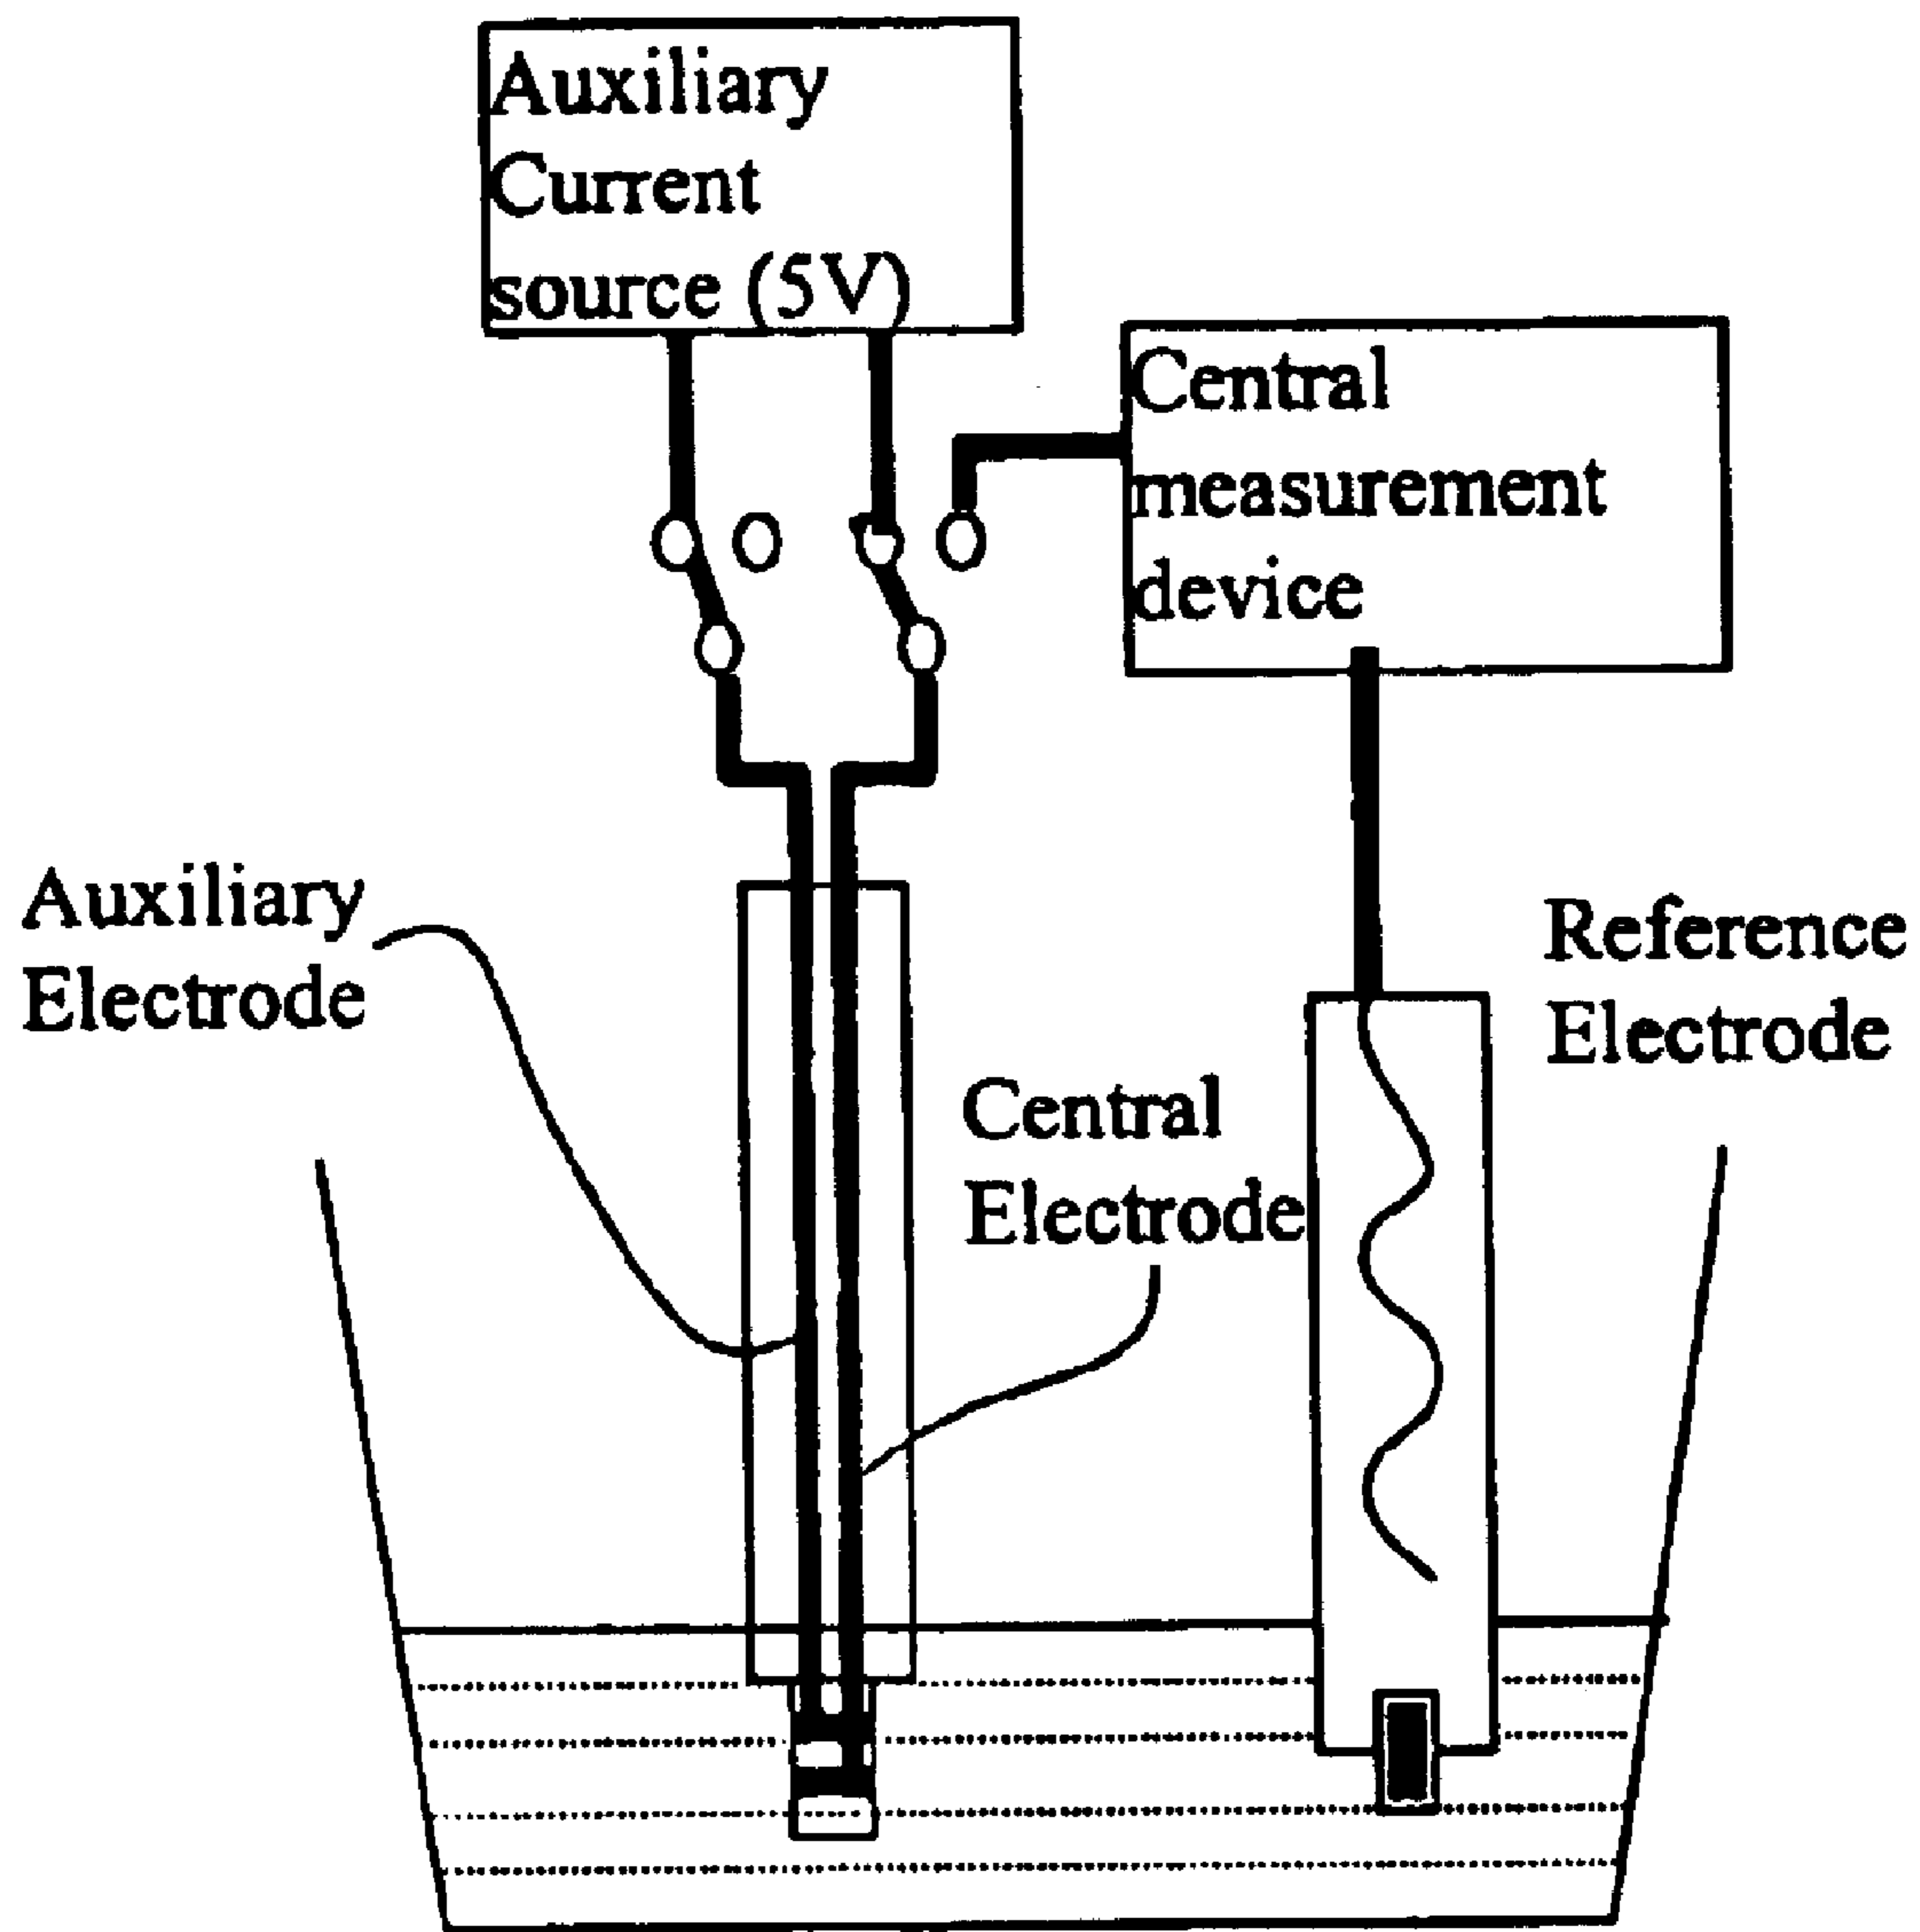 Auxiliary
Current
source (5V)
Central
measurement
device
Auxiliary
Electrode
Reference
Electrode
Central
Electrode